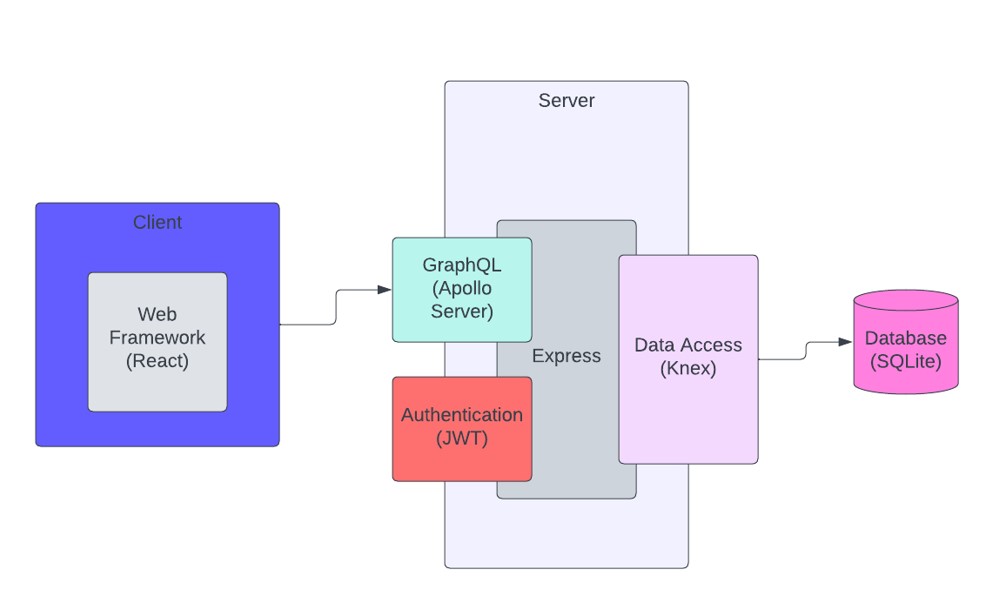 Server
Client
Web
Framework
(React)
GraphQL
(Apollo
Server)
Express
Authentication
(JWT)
Data Access
(Knex)
Database
(SQLite)